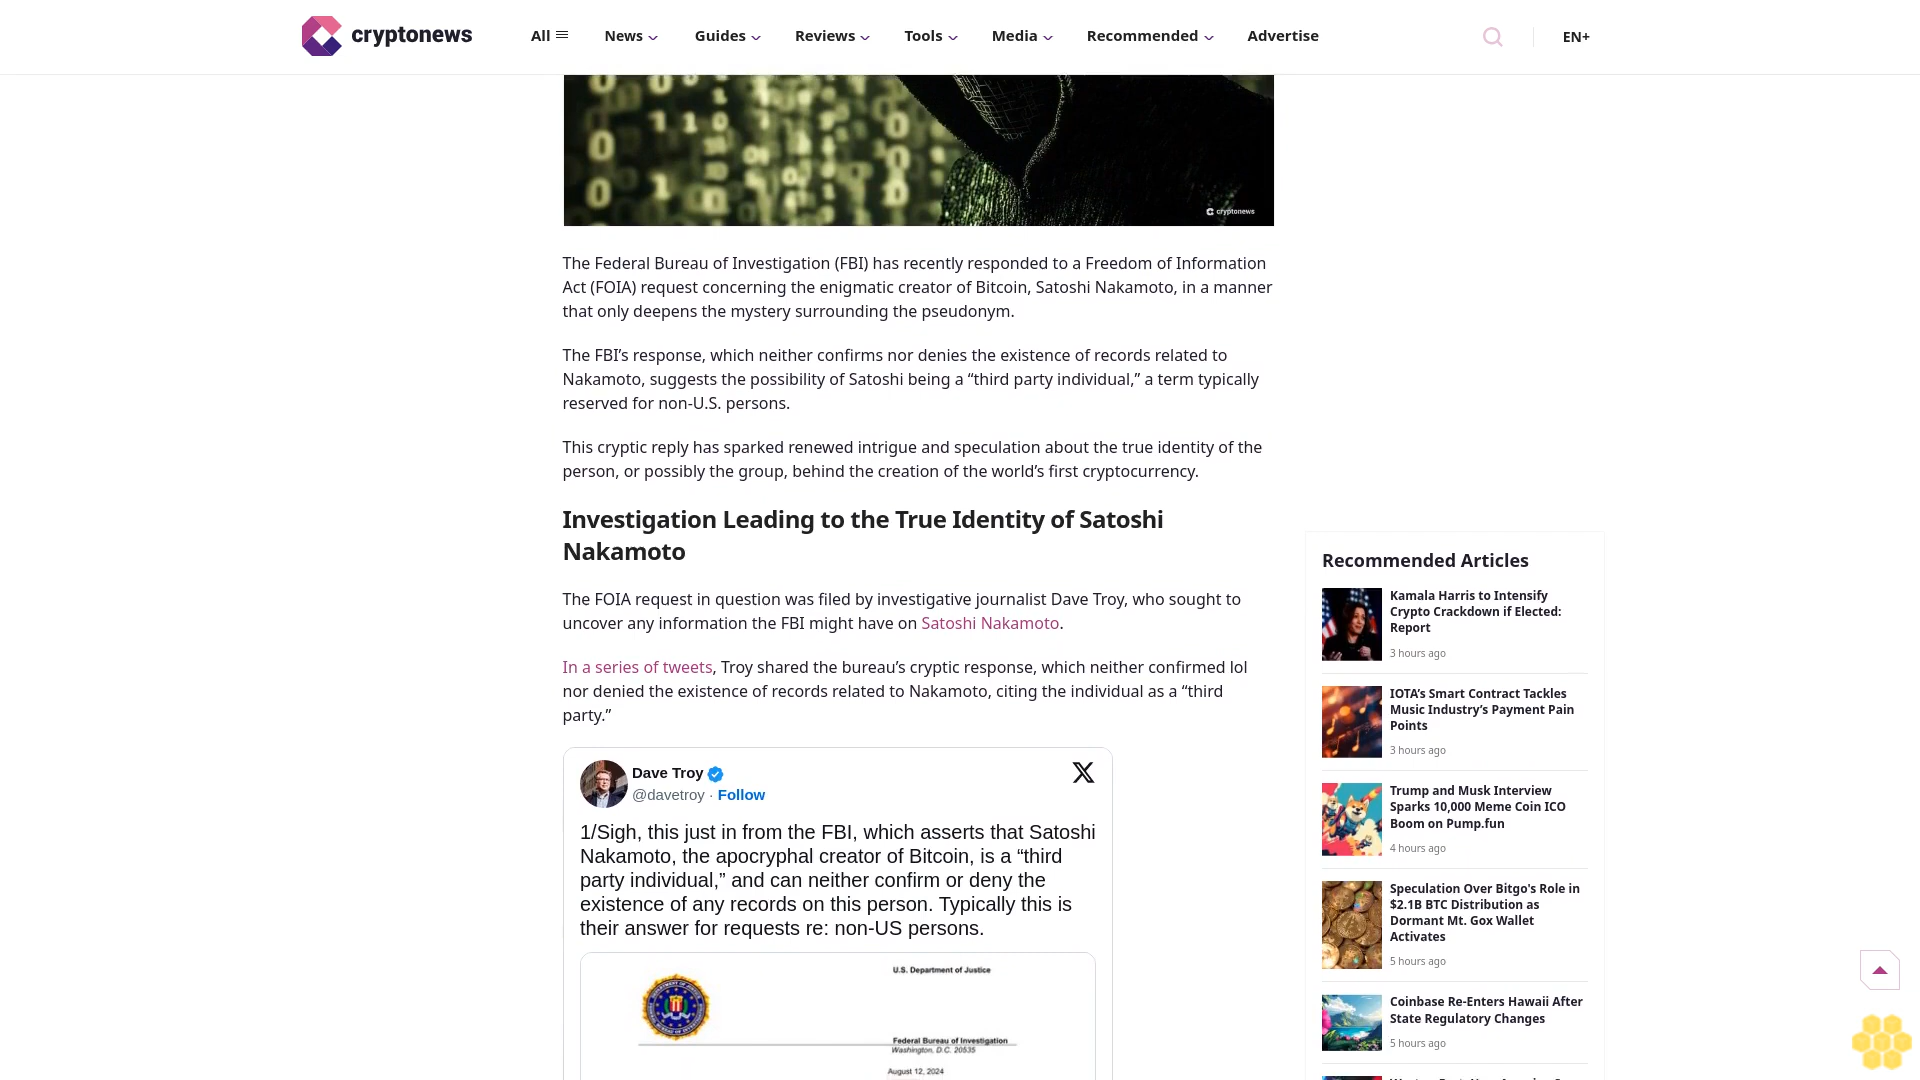 cryptonews
All
News
Guides
Reviews
Tools
Media
Recommended
Advertise
EN+
cryptonews
The Federal Bureau of Investigation (FBI) has recently responded to a Freedom of Information
Act (FOIA) request concerning the enigmatic creator of Bitcoin, Satoshi Nakamoto, in a manner
that only deepens the mystery surrounding the pseudonym.
The FBI’s response, which neither confirms nor denies the existence of records related to
Nakamoto, suggests the possibility of Satoshi being a “third party individual,” a term typically
reserved for non-U.S. persons.
This cryptic reply has sparked renewed intrigue and speculation about the true identity of the
person, or possibly the group, behind the creation of the world’s first cryptocurrency.
Investigation Leading to the True Identity of Satoshi
Nakamoto
The FOIA request in question was filed by investigative journalist Dave Troy, who sought to
uncover any information the FBI might have on Satoshi Nakamoto.
In a series of tweets, Troy shared the bureau’s cryptic response, which neither confirmed lol
nor denied the existence of records related to Nakamoto, citing the individual as a “third
party.”
Dave Troy
@davetroy · Follow
1/Sigh, this just in from the FBI, which asserts that Satoshi
Nakamoto, the apocryphal creator of Bitcoin, is a “third
party individual,” and can neither confirm or deny the
existence of any records on this person. Typically this is
their answer for requests re: non-US persons.
U.S. Department of Justice
Federal Bureau of Investigation
Washington, D.C. 20535
August 12, 2024
Recommended Articles
Kamala Harris to Intensify
Crypto Crackdown if Elected:
Report
3 hours ago
IOTA’s Smart Contract Tackles
Music Industry’s Payment Pain
Points
3 hours ago
Trump and Musk Interview
Sparks 10,000 Meme Coin ICO
Boom on Pump.fun
4 hours ago
Speculation Over Bitgo's Role in
$2.1B BTC Distribution as
Dormant Mt. Gox Wallet
Activates
5 hours ago
Coinbase Re-Enters Hawaii After
State Regulatory Changes
5 hours ago